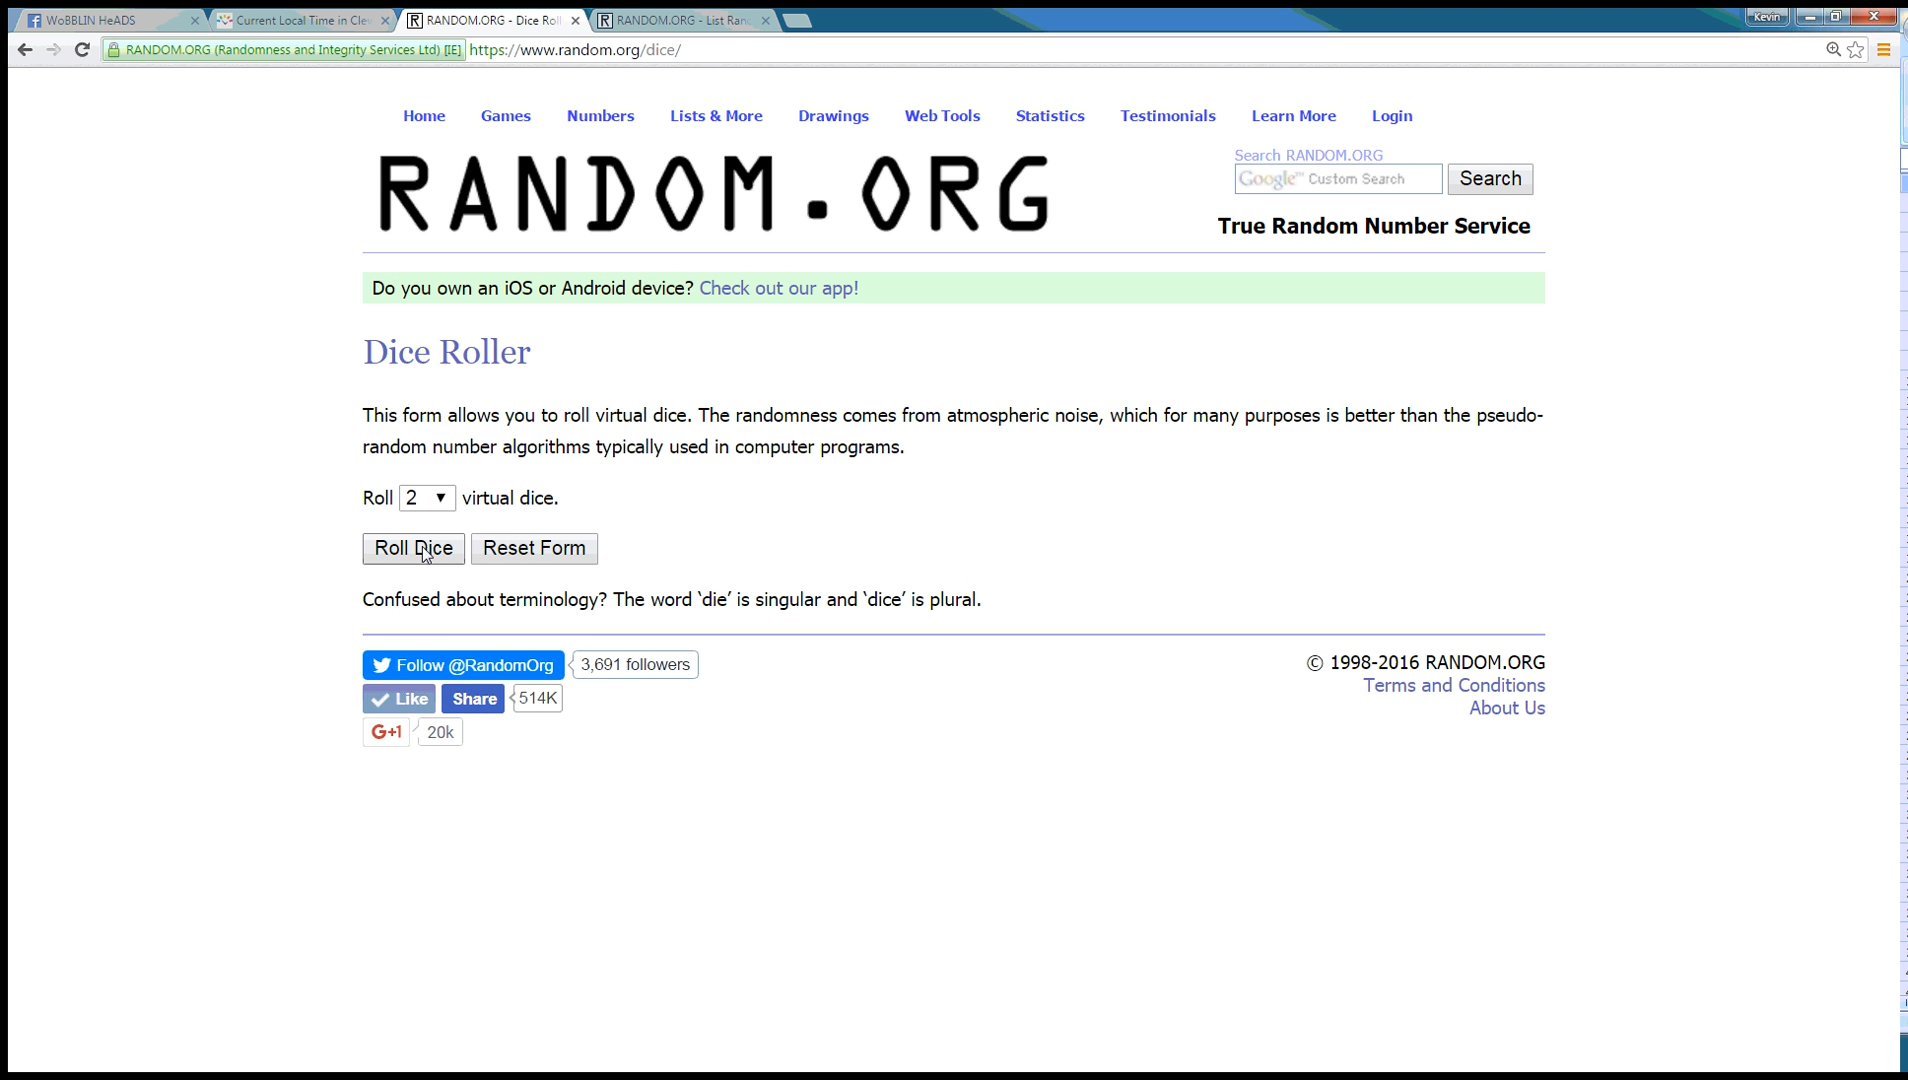 WoBBLIN HeADS
Current Local Time in Clev
RANDOM.ORG - Dice Roll
RANDOM.ORG - List Ran
Kevin
RANDOM.ORG (Randomness and Integrity Services Ltd) [IE]
https://www.random.org/dice/
Home Games Numbers Lists & More Drawings Web Tools Statistics Testimonials Learn More Login
RANDOM.ORG
Search RANDOM.ORG
Google™ Custom Search
Search
True Random Number Service
Do you own an iOS or Android device? Check out our app!
Dice Roller
This form allows you to roll virtual dice. The randomness comes from atmospheric noise, which for many purposes is better than the pseudo-
random number algorithms typically used in computer programs.
Roll 2 virtual dice.
Roll Dice Reset Form
Confused about terminology? The word ‘die’ is singular and ‘dice’ is plural.
Follow @RandomOrg 3,691 followers
Like Share 514K
G+1 20k
© 1998-2016 RANDOM.ORG
Terms and Conditions
About Us